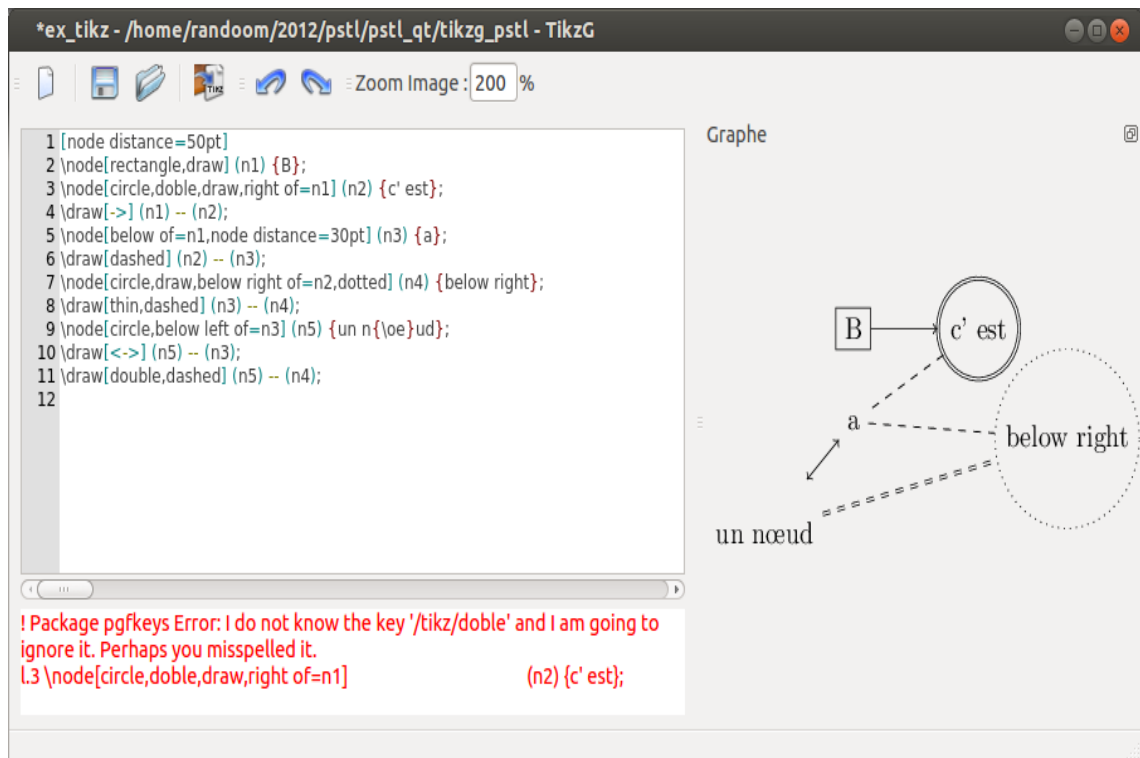 *ex_tikz - /home/randoom/2012/pstl/pstl_qt/tikzg_pstl - TikzG
TIKZ
Zoom Image : 200 %
Graphe
1 [node distance=50pt]
2 \node[rectangle,draw] (n1) {B};
3 \node[circle,doble,draw,right of=n1] (n2) {c' est};
4 \draw[->] (n1) -- (n2);
5 \node[below of=n1,node distance=30pt] (n3) {a};
6 \draw[dashed] (n2) -- (n3);
7 \node[circle,draw,below right of=n2,dotted] (n4) {below right};
8 \draw[thin,dashed] (n3) -- (n4);
9 \node[circle,below left of=n3] (n5) {un n{\oe}ud};
10 \draw[<->] (n5) -- (n3);
11 \draw[double,dashed] (n5) -- (n4);
12
! Package pgfkeys Error: I do not know the key '/tikz/doble' and I am going to
ignore it. Perhaps you misspelled it.
l.3 \node[circle,doble,draw,right of=n1] (n2) {c' est};
B
c' est
a
below right
un nœud